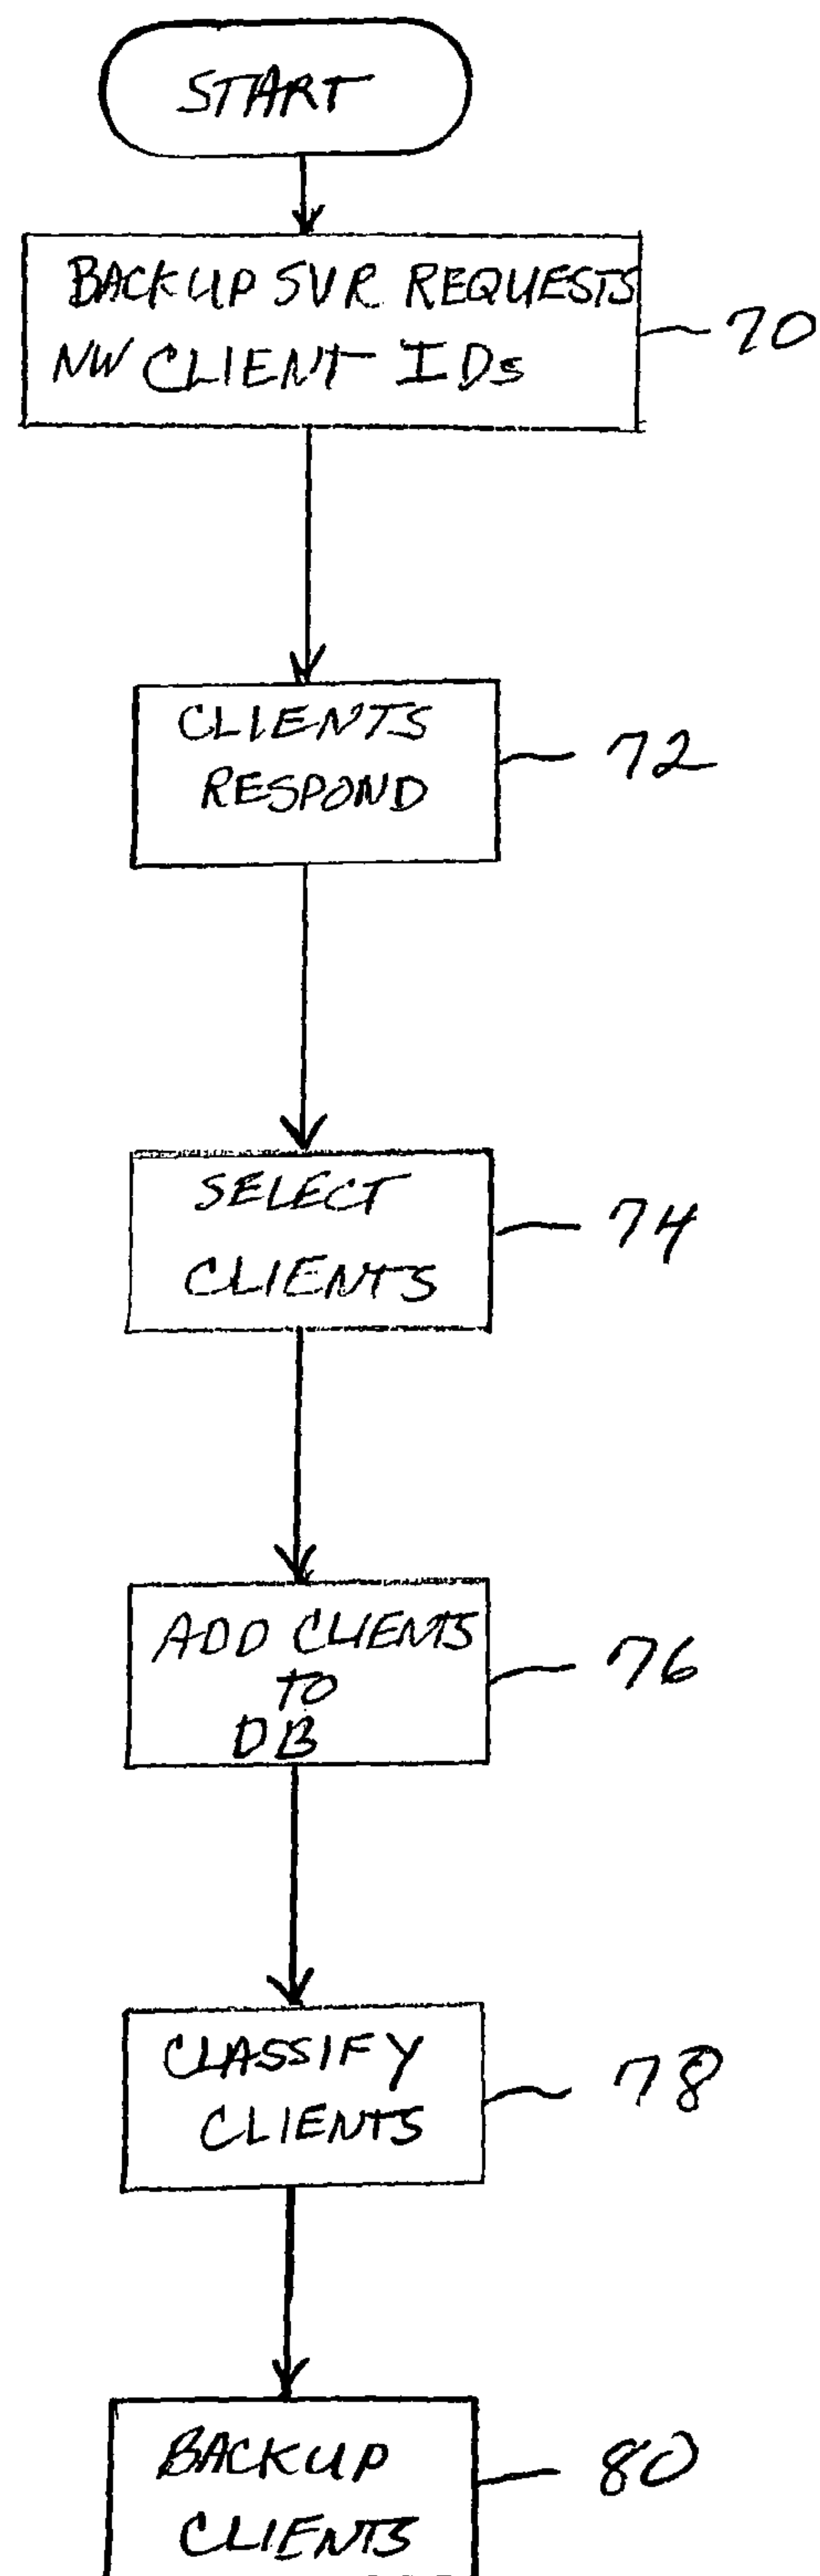 START
BACKUP SVR REQUESTS
NW CLIENT IDs
70
CLIENTS
RESPOND
72
SELECT
CLIENTS
74
ADD CLIENTS
TO
DB
76
CLASSIFY
CLIENTS
78
BACKUP
CLIENTS
80